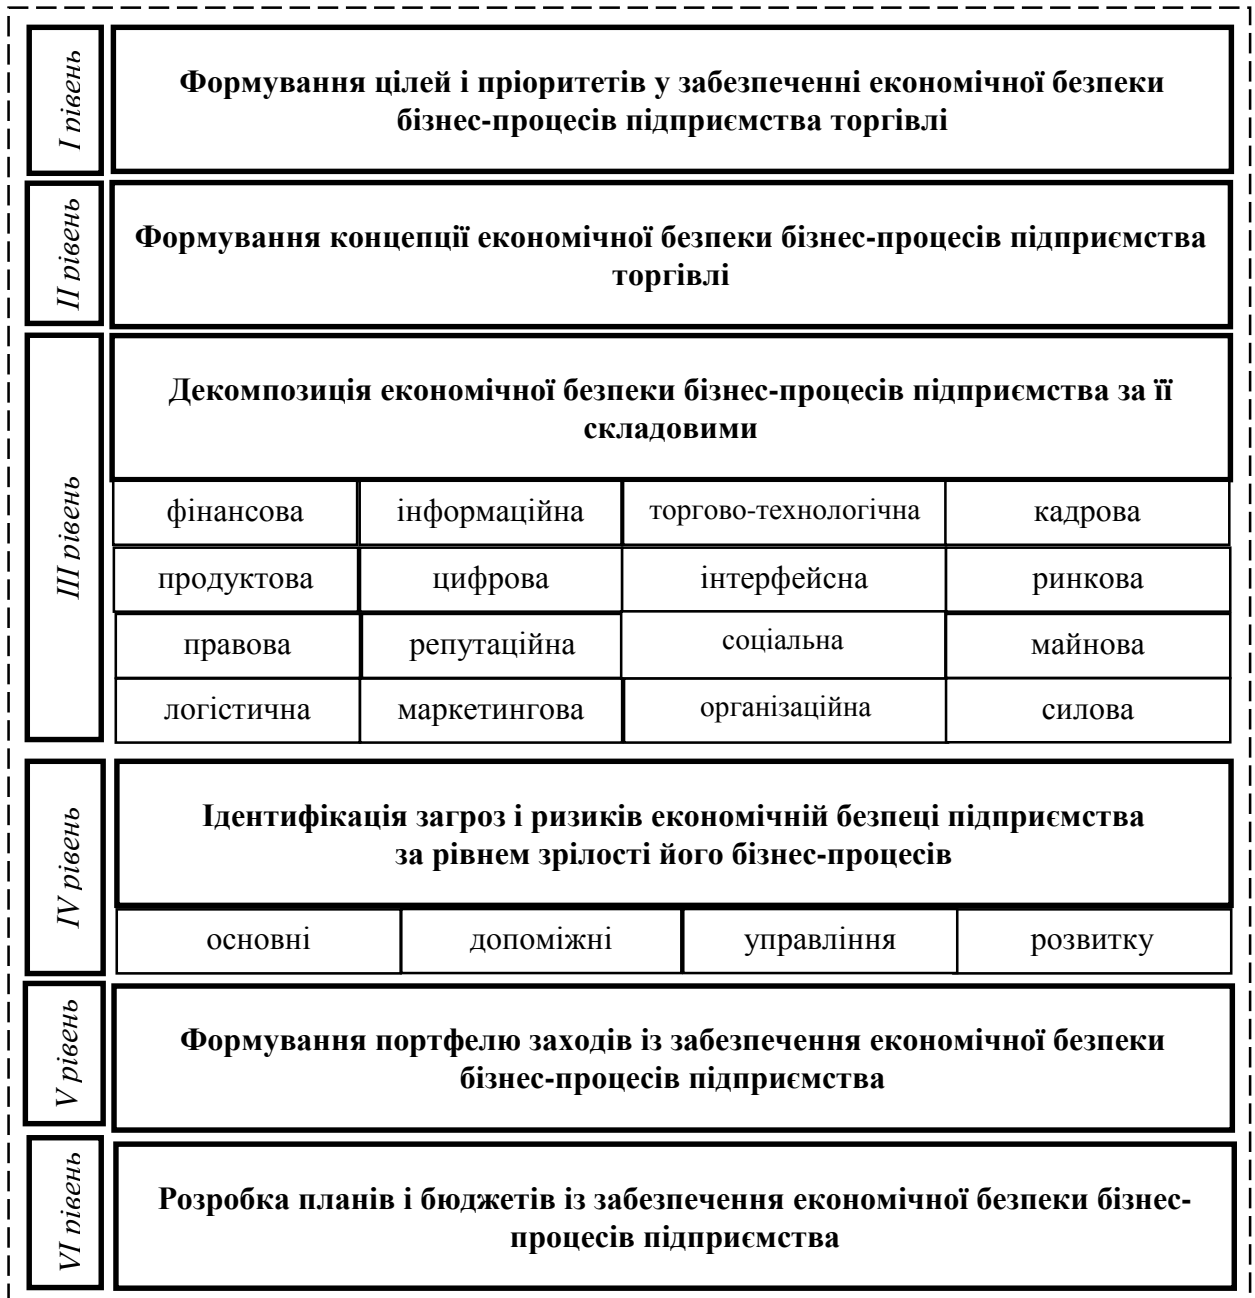 I рівень
Формування цілей і пріоритетів у забезпеченні економічної безпеки
бізнес-процесів підприємства торгівлі
II рівень
Формування концепції економічної безпеки бізнес-процесів підприємства
торгівлі
III рівень
Декомпозиція економічної безпеки бізнес-процесів підприємства за її
складовими
фінансова інформаційна торгово-технологічна кадрова
продуктова цифрова інтерфейсна ринкова
правова репутаційна соціальна майнова
логістична маркетингова організаційна силова
IV рівень
Ідентифікація загроз і ризиків економічній безпеці підприємства
за рівнем зрілості його бізнес-процесів
основні допоміжні управління розвитку
V рівень
Формування портфелю заходів із забезпечення економічної безпеки
бізнес-процесів підприємства
VI рівень
Розробка планів і бюджетів із забезпечення економічної безпеки бізнес-
процесів підприємства